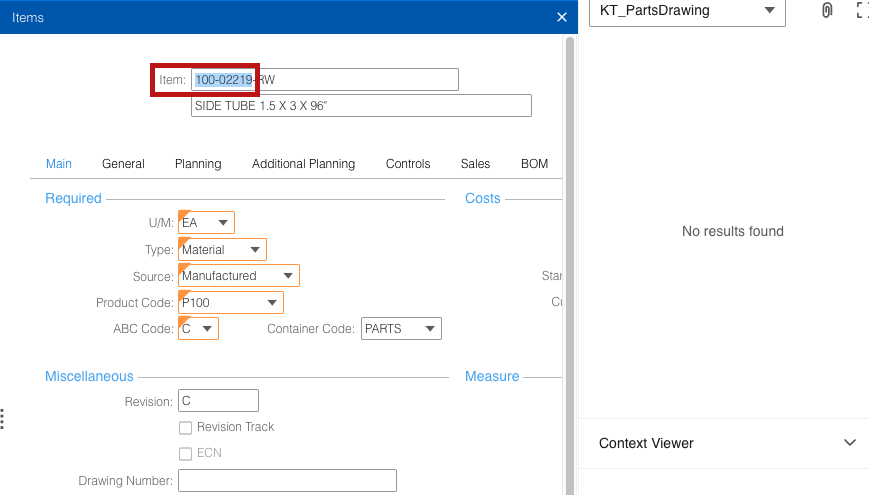 Items
KT_PartsDrawing
Item: 100-02219-RW
SIDE TUBE 1.5 X 3 X 96"
Main General Planning Additional Planning Controls Sales BOM
Required Costs
U/M: EA
Type: Material
Source: Manufactured Star
Product Code: P100 Cu
ABC Code: C Container Code: PARTS
Miscellaneous Measure
Revision: C
Revision Track
ECN
Drawing Number:
No results found
Context Viewer